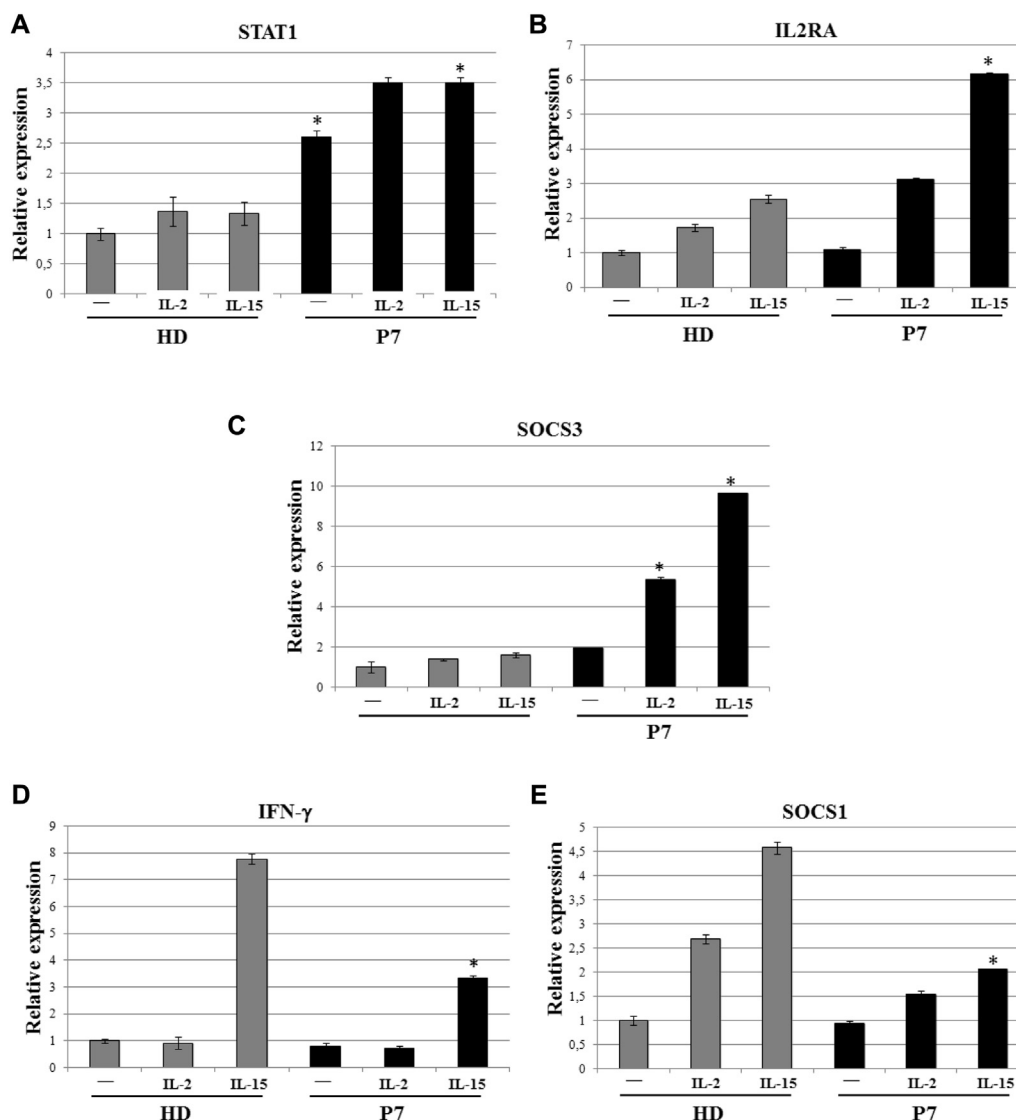 A
STAT1
Relative expression
4
3,5
3
2,5
2
1,5
1
0,5
0
—
IL-2
IL-15
—
IL-2
IL-15
*
*
HD
P7
B
IL2RA
Relative expression
7
6
5
4
3
2
1
0
—
IL-2
IL-15
—
IL-2
IL-15
*
HD
P7
C
SOCS3
Relative expression
12
10
8
6
4
2
0
—
IL-2
IL-15
—
IL-2
IL-15
*
*
P7
D
IFN-γ
Relative expression
9
8
7
6
5
4
3
2
1
0
—
IL-2
IL-15
—
IL-2
IL-15
*
HD
P7
E
SOCS1
Relative expression
5
4,5
4
3,5
3
2,5
2
1,5
1
0,5
0
—
IL-2
IL-15
—
IL-2
IL-15
*
HD
P7